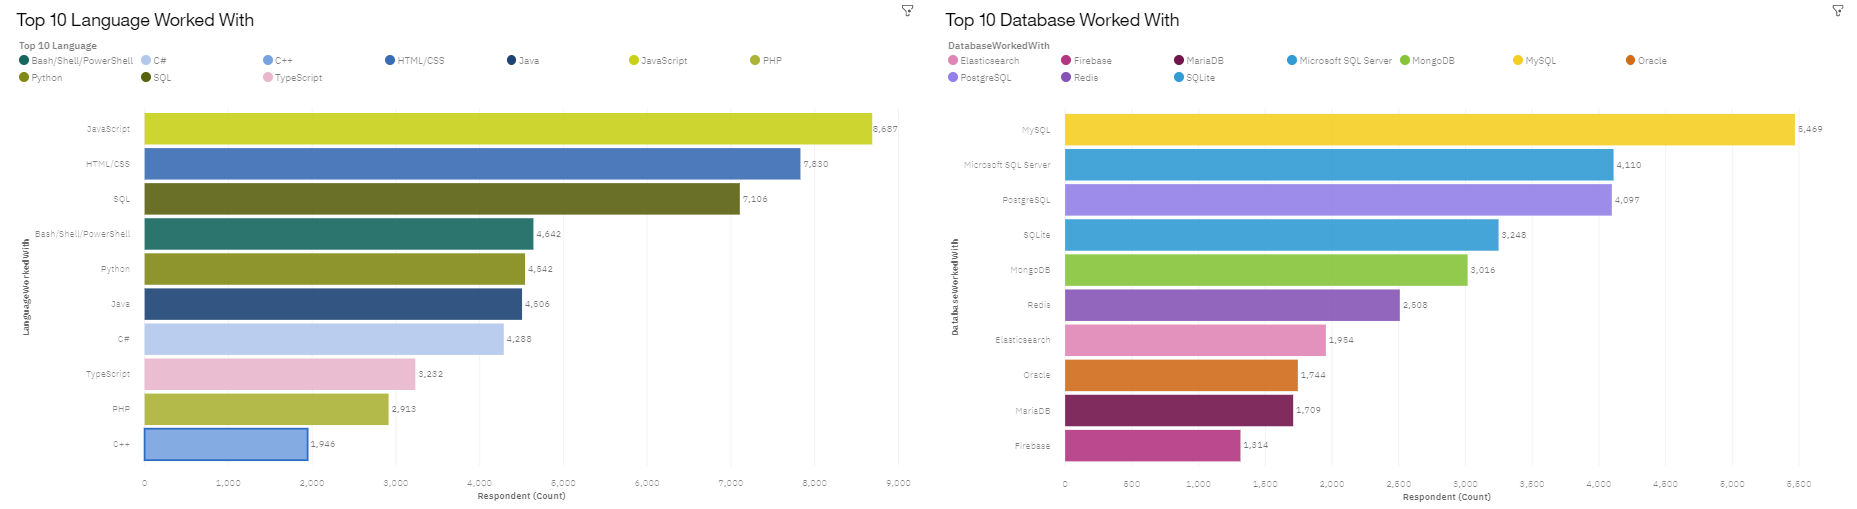 Top 10 Language Worked With
Top 10 Language
Bash/Shell/PowerShell C# C++ HTML/CSS Java JavaScript PHP
Python SQL TypeScript
LanguageWorkedWith
JavaScript 8,687
HTML/CSS 7,830
SQL 7,106
Bash/Shell/PowerShell 4,642
Python 4,542
Java 4,506
C# 4,288
TypeScript 3,232
PHP 2,913
C++ 1,946
0 1,000 2,000 3,000 4,000 5,000 6,000 7,000 8,000 9,000
Respondent (Count)
Top 10 Database Worked With
DatabaseWorkedWith
Elasticsearch Firebase MariaDB Microsoft SQL Server MongoDB MySQL Oracle
PostgreSQL Redis SQLite
DatabaseWorkedWith
MySQL 5,469
Microsoft SQL Server 4,110
PostgreSQL 4,097
SQLite 3,248
MongoDB 3,016
Redis 2,508
Elasticsearch 1,954
Oracle 1,744
MariaDB 1,709
Firebase 1,314
0 500 1,000 1,500 2,000 2,500 3,000 3,500 4,000 4,500 5,000 5,500
Respondent (Count)